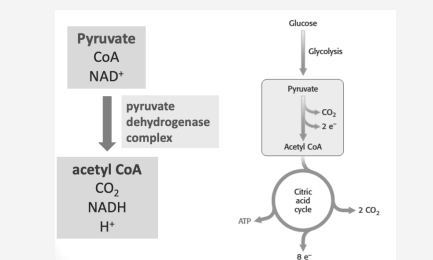 Pyruvate
CoA
NAD⁺
pyruvate
dehydrogenase
complex
acetyl CoA
CO₂
NADH
H⁺
Glucose
Glycolysis
Pyruvate
CO₂
2 e⁻
Acetyl CoA
Citric
acid
cycle
ATP
2 CO₂
8 e⁻